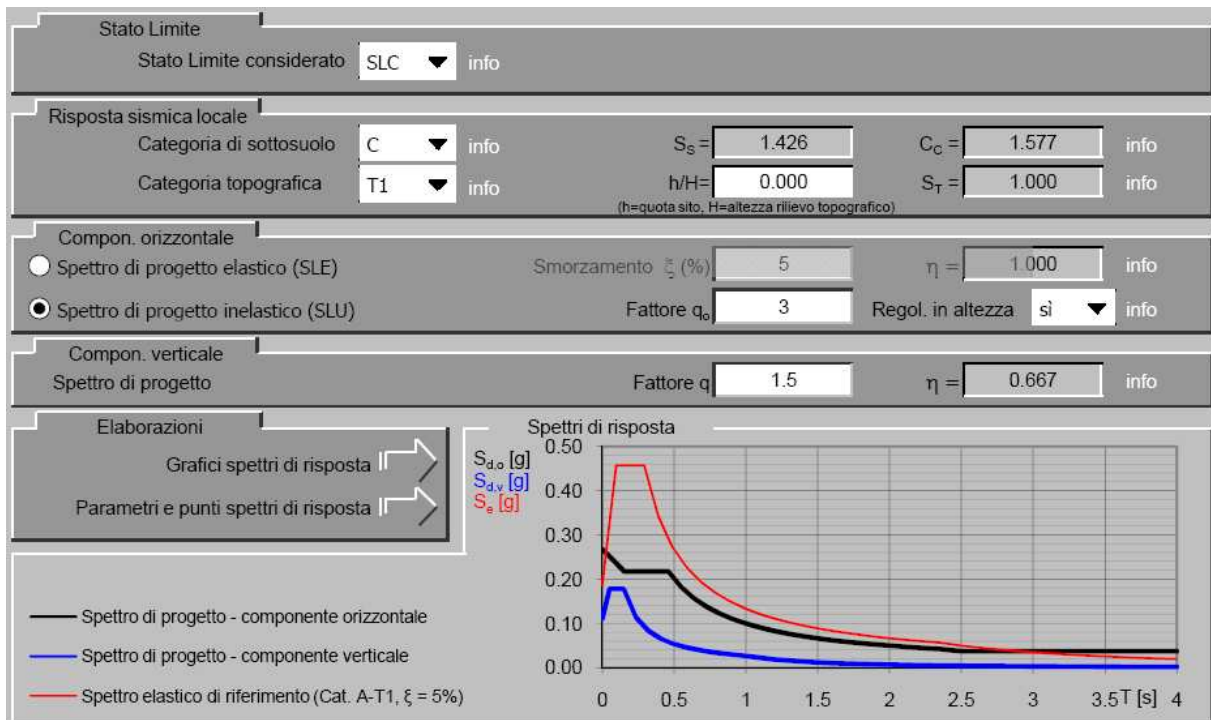 Stato Limite
Stato Limite considerato SLC info
Risposta sismica locale
Categoria di sottosuolo C info S_S = 1.426 C_C = 1.577 info
Categoria topografica T1 info h/H= 0.000 S_T = 1.000 info
(h=quota sito, H=altezza rilievo topografico)
Compon. orizzontale
Spettro di progetto elastico (SLE) Smorzamento ξ (%) 5 η = 1.000 info
Spettro di progetto inelastico (SLU) Fattore q_o 3 Regol. in altezza sì info
Compon. verticale
Spettro di progetto Fattore q 1.5 η = 0.667 info
Elaborazioni
Grafici spettri di risposta
Parametri e punti spettri di risposta
Spettri di risposta
S_d,o [g]
S_d,v [g]
S_e [g]
0.50
0.40
0.30
0.20
0.10
0.00
0 0.5 1 1.5 2 2.5 3 3.5 T [s] 4
Spettro di progetto - componente orizzontale
Spettro di progetto - componente verticale
Spettro elastico di riferimento (Cat. A-T1, ξ = 5%)